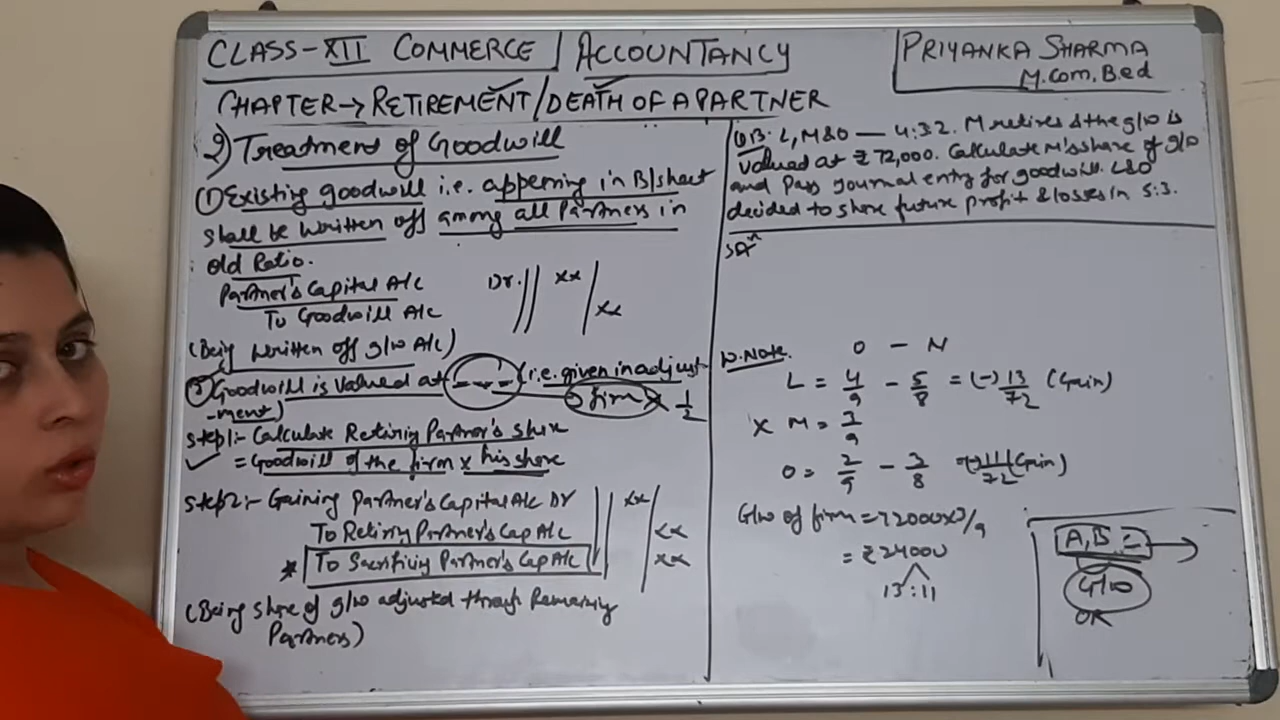 CLASS-XII COMMERCE / ACCOUNTANCY
PRIYANKA SHARMA
M.Com, B.ed
CHAPTER→ RETIREMENT/DEATH OF A PARTNER
2) Treatment of Goodwill
① Existing goodwill i.e. apperring in B/sheet
shall be written off among all Partners in
old Ratio.
Partner's Capital A/c Dr. xx
To Goodwill A/c xx
(Being written off g/w A/c)
② Goodwill is valued at ---- (i.e. given in adjust-
-ment) firm x 1/2
Step1:- Calculate Retiring Partner's share
= Goodwill of the firm x his share
Step2:- Gaining Partner's Capital A/c Dr xx
To Retiring Partner's Cap A/c xx
* To Sacrificing Partner's Cap A/c xx
(Being share of g/w adjusted through Remaining
Partners)
L, M & O — 4:3:2. M retires & the g/w is
valued at ₹ 72,000. Calculate M's share of g/w
and Pass journal entry for goodwill. L&O
decided to share future profit & losses in 5:3.
Solⁿ
W.Note. O - N
L = 4/9 - 5/8 = (-) 13/72 (Gain)
x M = 3/9
O = 2/9 - 3/8 = (-) 11/72 (Gain)
G/w of firm = 72000x3/9
= ₹ 24000
13:11
A, B, C →
G/w
OR